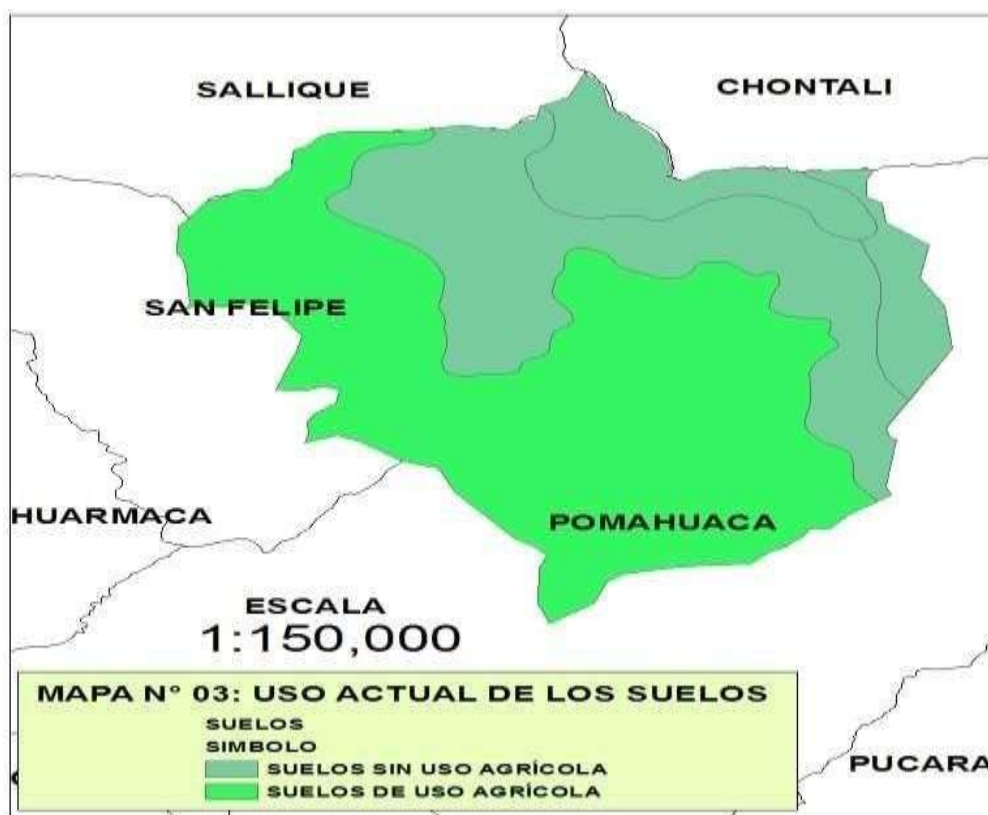 SALLIQUE
CHONTALI
SAN FELIPE
HUARMACA
POMAHUACA
ESCALA
1:150,000
MAPA N° 03: USO ACTUAL DE LOS SUELOS
SUELOS
SIMBOLO
SUELOS SIN USO AGRÍCOLA
SUELOS DE USO AGRÍCOLA
PUCARA